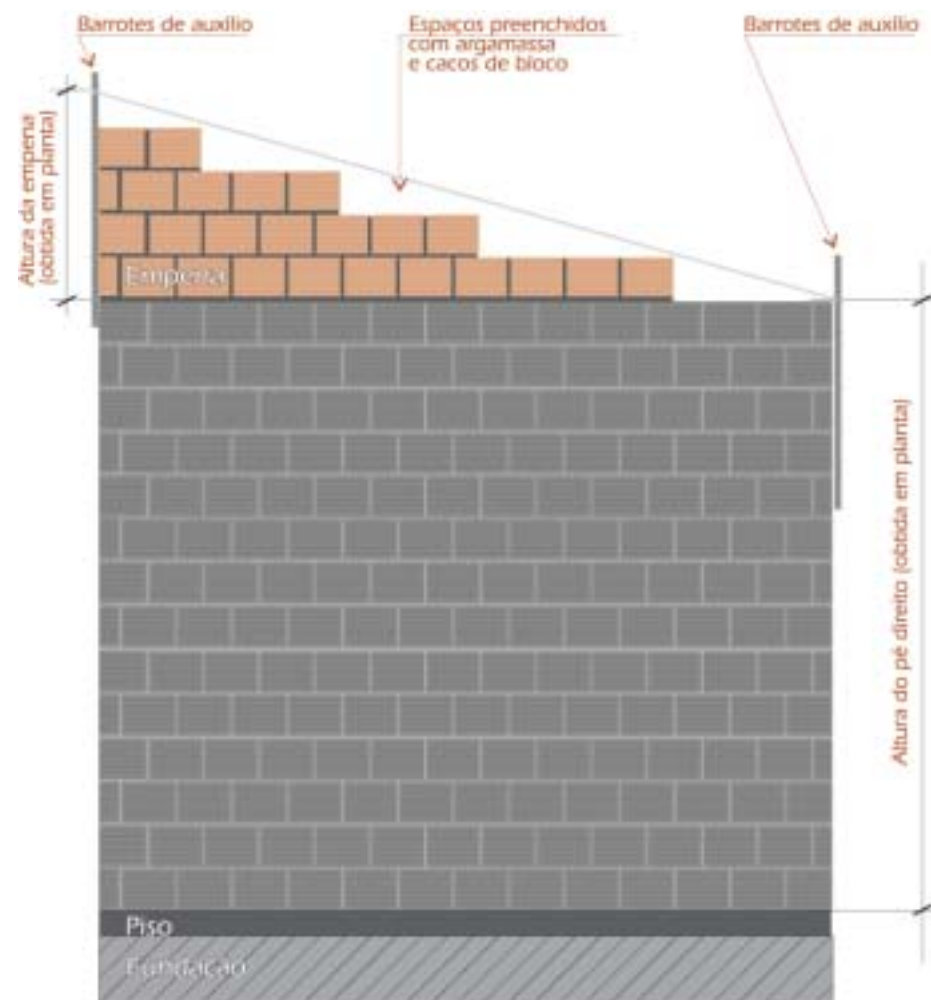 Barrotes de auxílio
Espaços preenchidos
com argamassa
e cacos de bloco
Barrotes de auxílio
Altura da empena
(obtida em planta)
Empena
Altura do pé direito (obtida em planta)
Piso
Fundação